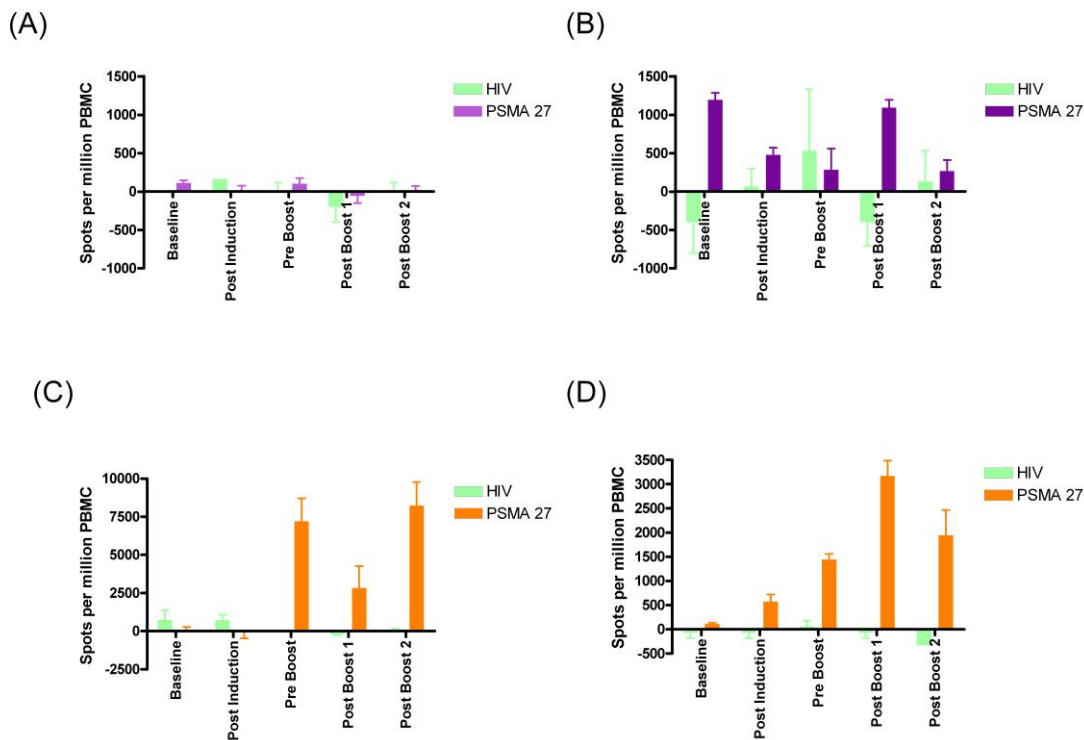 (A)
Spots per million PBMC
1500
1000
500
0
-500
-1000
Baseline
Post Induction
Pre Boost
Post Boost 1
Post Boost 2
HIV
PSMA 27
(B)
Spots per million PBMC
1500
1000
500
0
-500
-1000
Baseline
Post Induction
Pre Boost
Post Boost 1
Post Boost 2
HIV
PSMA 27
(C)
Spots per million PBMC
10000
7500
5000
2500
0
-2500
Baseline
Post Induction
Pre Boost
Post Boost 1
Post Boost 2
HIV
PSMA 27
(D)
Spots per million PBMC
3500
3000
2500
2000
1500
1000
500
0
-500
Baseline
Post Induction
Pre Boost
Post Boost 1
Post Boost 2
HIV
PSMA 27